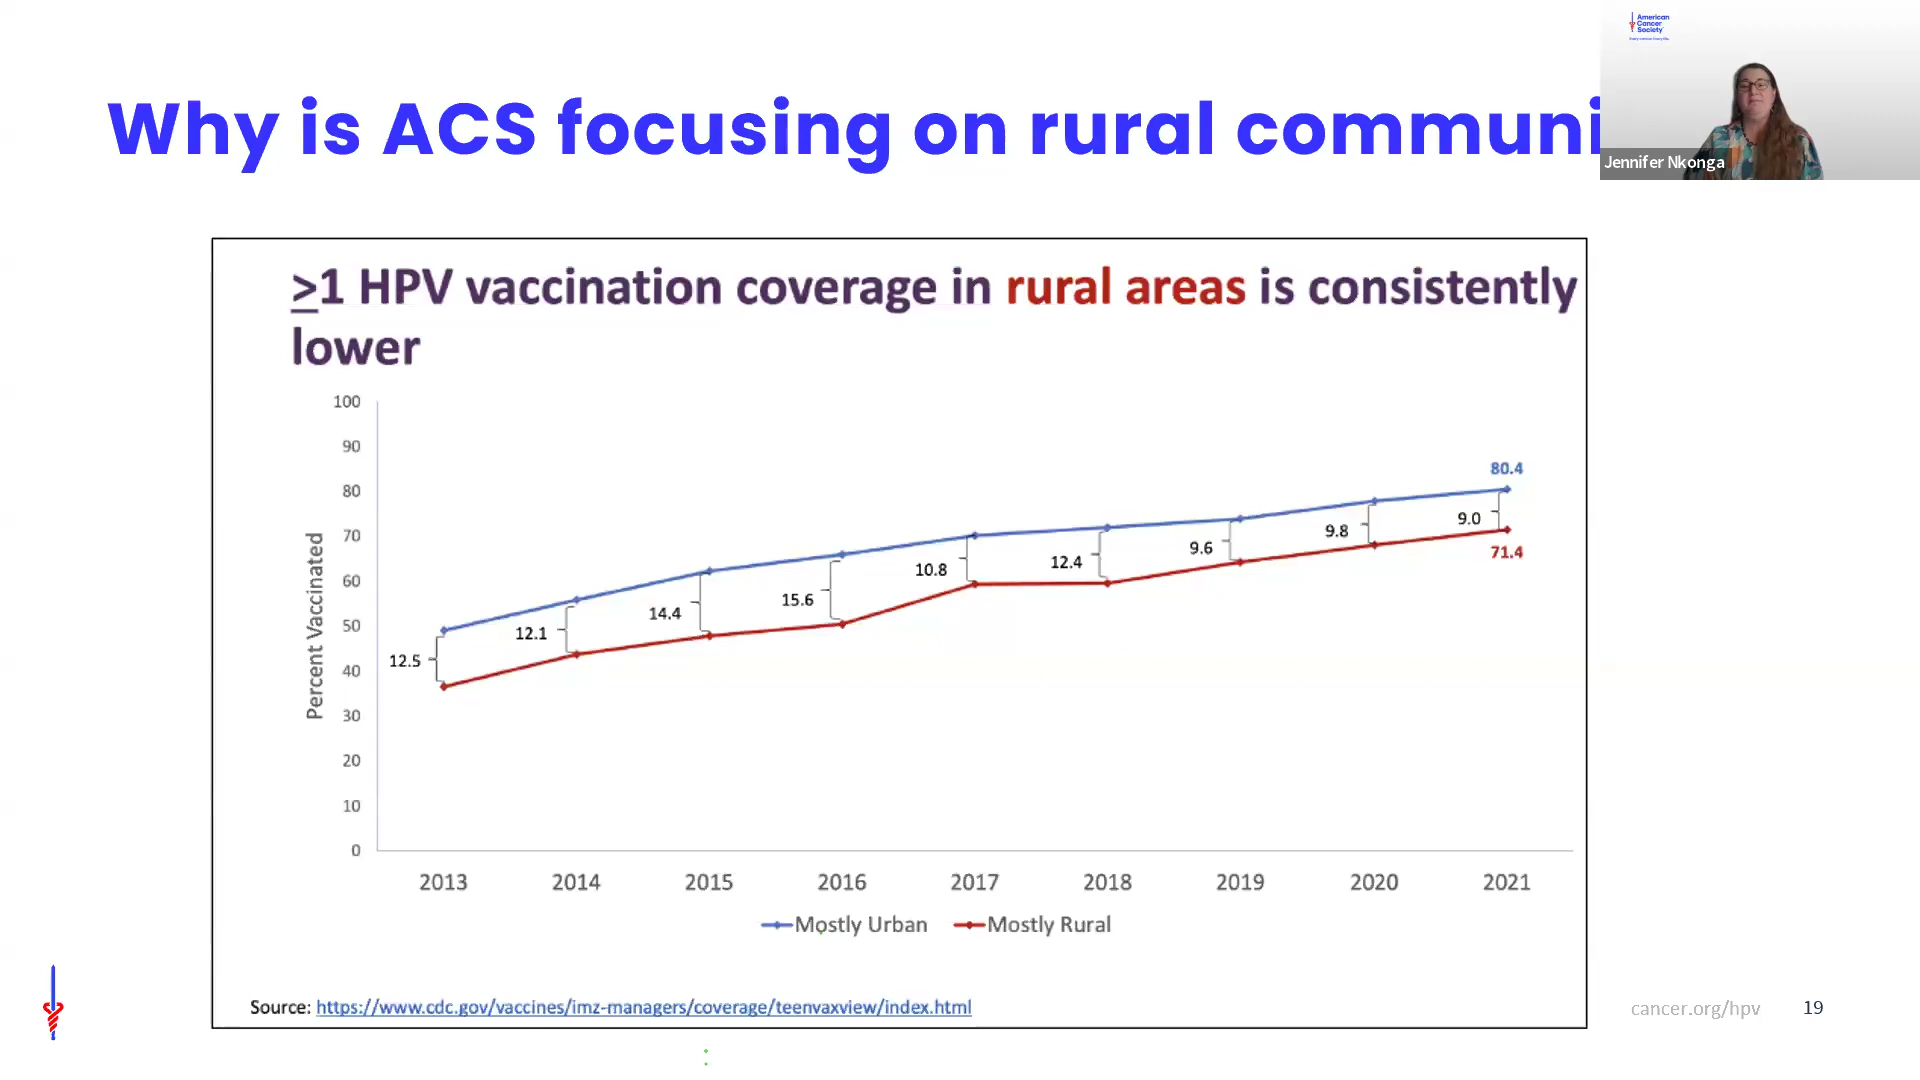 American
Cancer
Society
Why is ACS focusing on rural communi
Jennifer Nkonga
≥1 HPV vaccination coverage in rural areas is consistently
lower
100
90
80
70
60
50
40
30
20
10
0
Percent Vaccinated
80.4
71.4
12.5
12.1
14.4
15.6
10.8
12.4
9.6
9.8
9.0
2013 2014 2015 2016 2017 2018 2019 2020 2021
Mostly Urban Mostly Rural
Source: https://www.cdc.gov/vaccines/imz-managers/coverage/teenvaxview/index.html
cancer.org/hpv 19